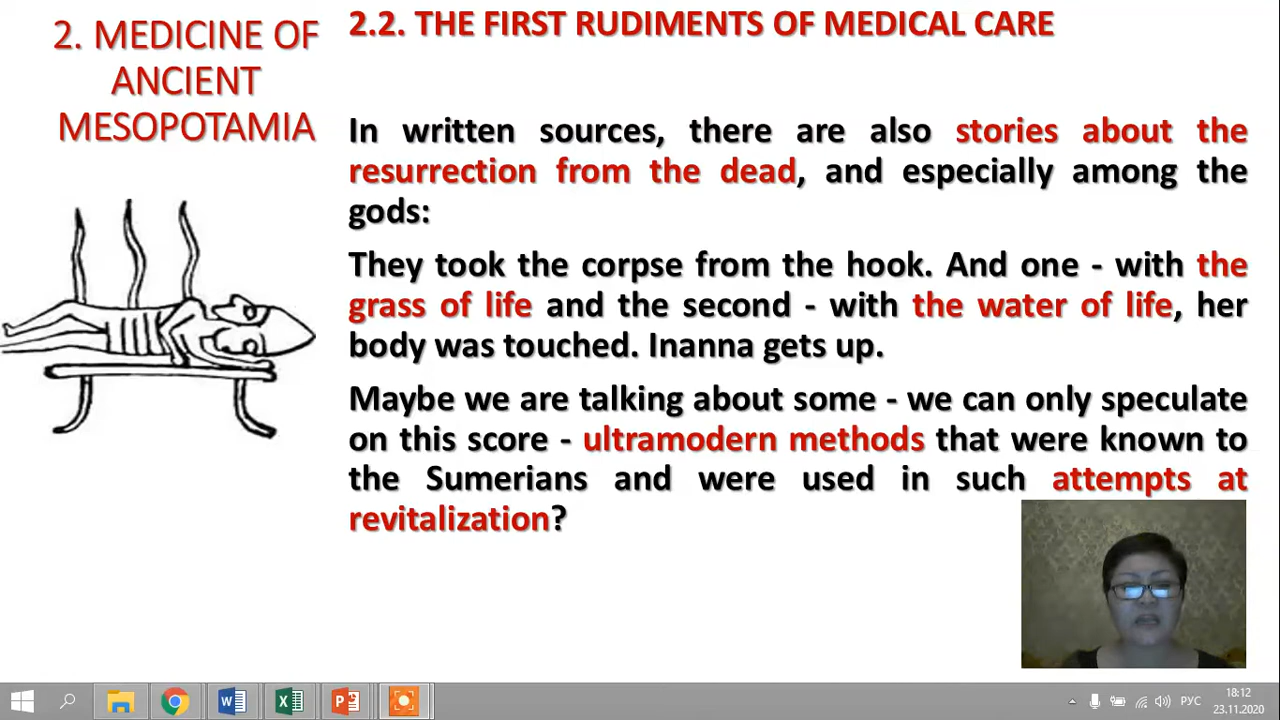 2. MEDICINE OF
ANCIENT
MESOPOTAMIA
2.2. THE FIRST RUDIMENTS OF MEDICAL CARE
In written sources, there are also stories about the
resurrection from the dead, and especially among the
gods:
They took the corpse from the hook. And one - with the
grass of life and the second - with the water of life, her
body was touched. Inanna gets up.
Maybe we are talking about some - we can only speculate
on this score - ultramodern methods that were known to
the Sumerians and were used in such attempts at
revitalization?
РУС
18:12
23.11.2020